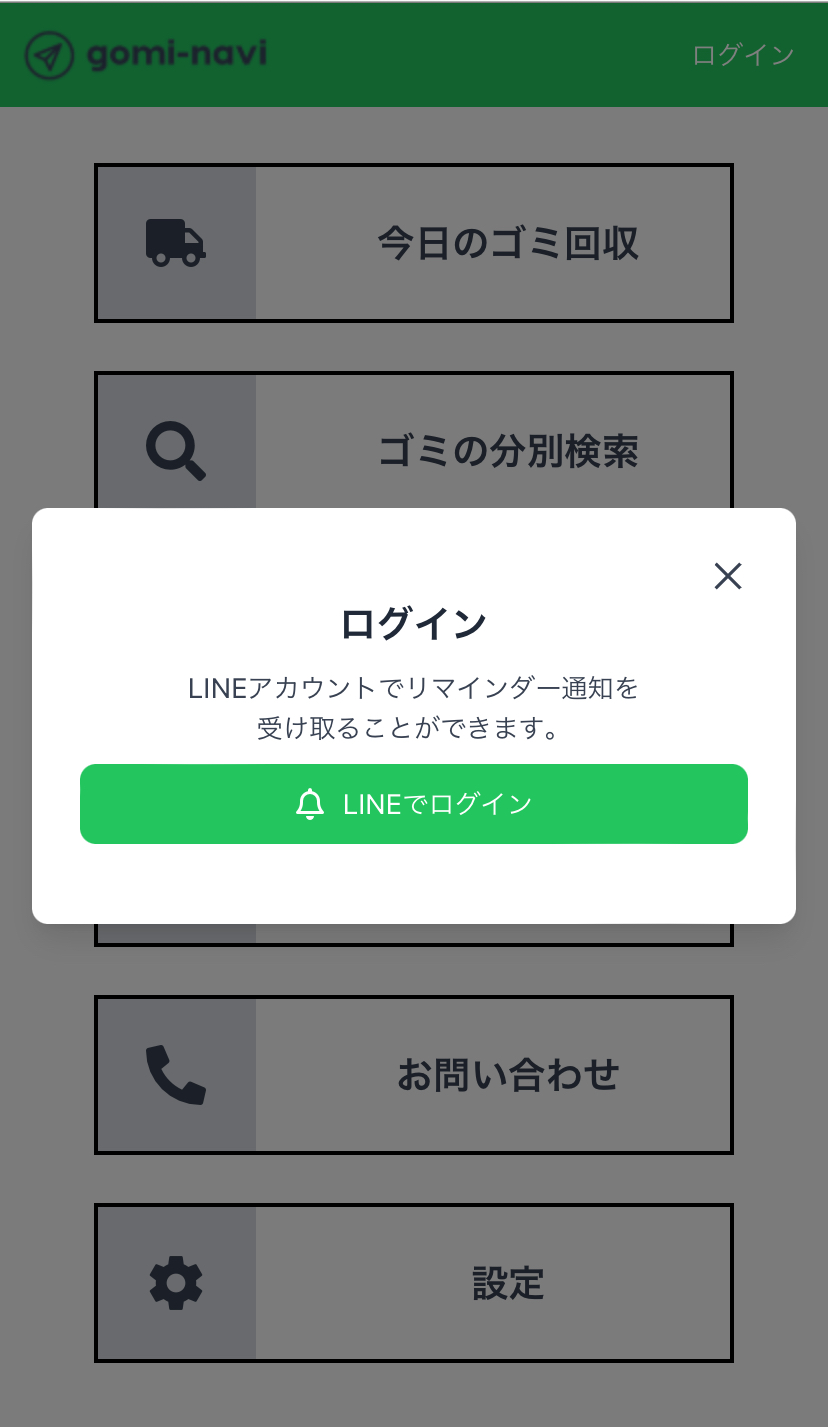 gomi-navi
ログイン
今日のゴミ回収
ゴミの分別検索
ログイン
LINEアカウントでリマインダー通知を
受け取ることができます。
LINEでログイン
お問い合わせ
設定